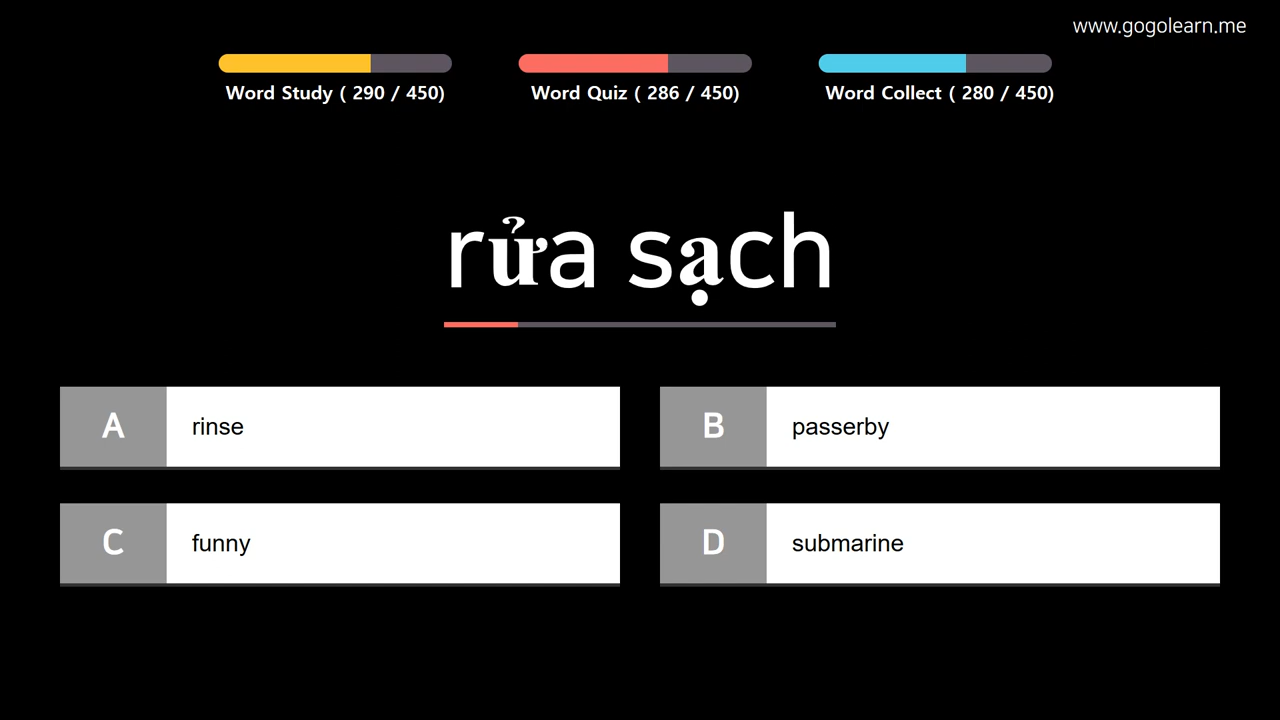 www.gogolearn.me
Word Study ( 290 / 450)
Word Quiz ( 286 / 450)
Word Collect ( 280 / 450)
rửa sạch
A rinse
B passerby
C funny
D submarine